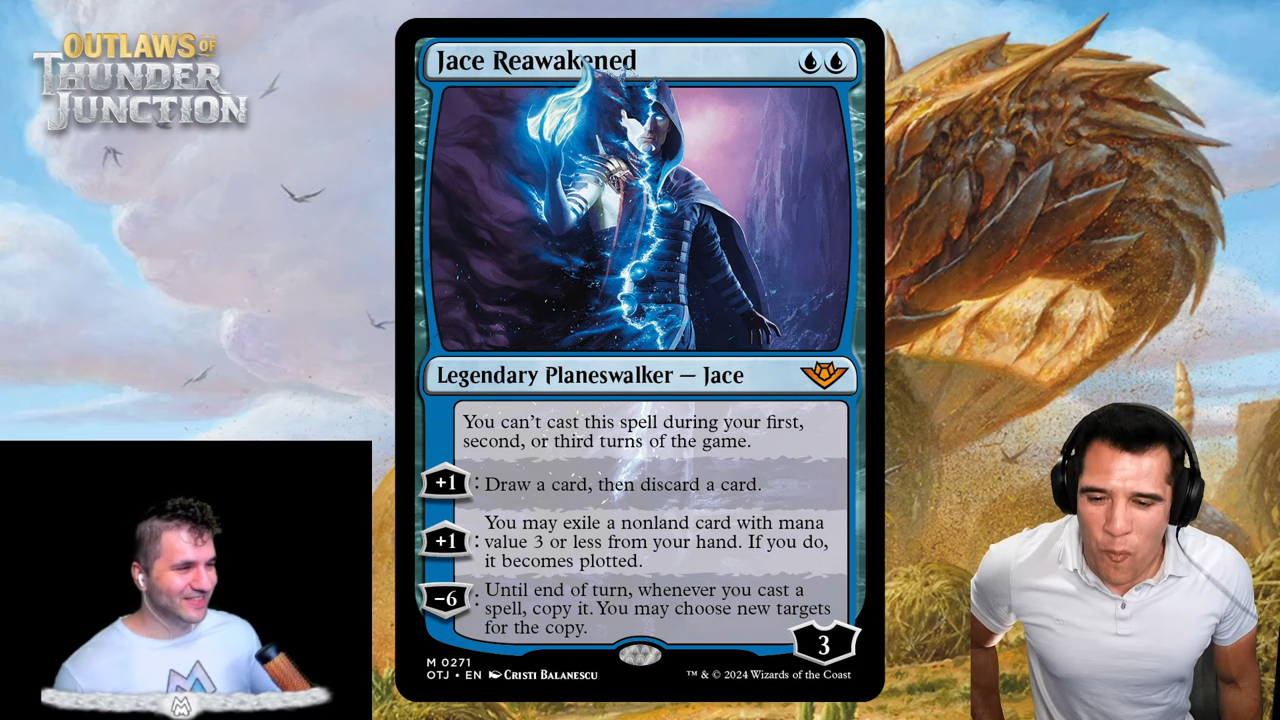 OUTLAWS OF
THUNDER
JUNCTION
Jace Reawakened
Legendary Planeswalker — Jace
You can't cast this spell during your first,
second, or third turns of the game.
+1: Draw a card, then discard a card.
You may exile a nonland card with mana
+1: value 3 or less from your hand. If you do,
it becomes plotted.
Until end of turn, whenever you cast a
−6: spell, copy it. You may choose new targets
for the copy.
3
M 0271
OTJ • EN Cristi Balanescu
™ & © 2024 Wizards of the Coast
M